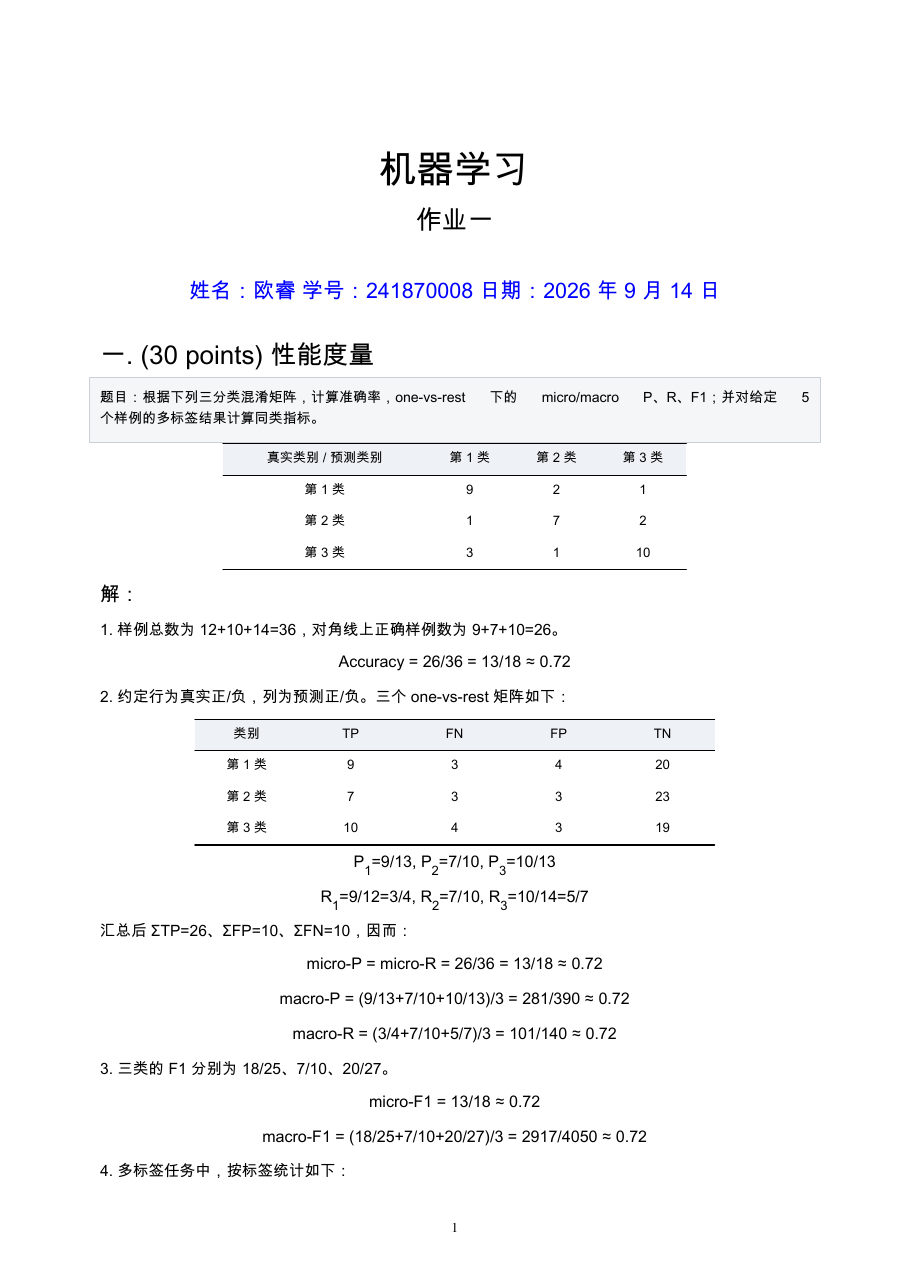 机器学习
作业一
姓名：欧睿 学号：241870008 日期：2026 年 9 月 14 日
一. (30 points) 性能度量
题目：根据下列三分类混淆矩阵，计算准确率，one-vs-rest 下的 micro/macro P、R、F1；并对给定 5
个样例的多标签结果计算同类指标。
真实类别 / 预测类别 第 1 类 第 2 类 第 3 类
第 1 类 9 2 1
第 2 类 1 7 2
第 3 类 3 1 10
解：
1. 样例总数为 12+10+14=36，对角线上正确样例数为 9+7+10=26。
Accuracy = 26/36 = 13/18 ≈ 0.72
2. 约定行为真实正/负，列为预测正/负。三个 one-vs-rest 矩阵如下：
类别 TP FN FP TN
第 1 类 9 3 4 20
第 2 类 7 3 3 23
第 3 类 10 4 3 19
P1=9/13, P2=7/10, P3=10/13
R1=9/12=3/4, R2=7/10, R3=10/14=5/7
汇总后 ΣTP=26、ΣFP=10、ΣFN=10，因而：
micro-P = micro-R = 26/36 = 13/18 ≈ 0.72
macro-P = (9/13+7/10+10/13)/3 = 281/390 ≈ 0.72
macro-R = (3/4+7/10+5/7)/3 = 101/140 ≈ 0.72
3. 三类的 F1 分别为 18/25、7/10、20/27。
micro-F1 = 13/18 ≈ 0.72
macro-F1 = (18/25+7/10+20/27)/3 = 2917/4050 ≈ 0.72
4. 多标签任务中，按标签统计如下：
1